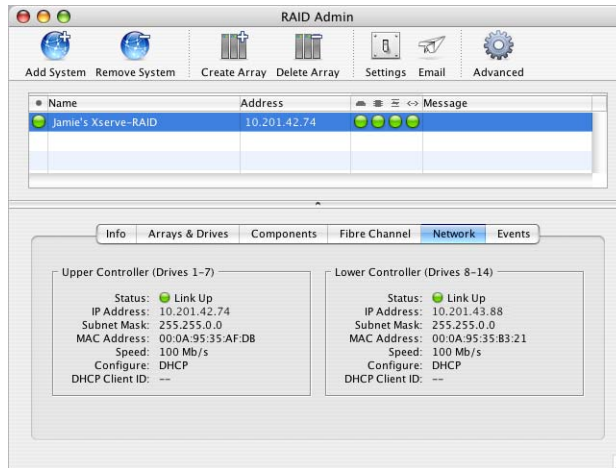 RAID Admin
Add System Remove System Create Array Delete Array Settings Email Advanced
Name Address Message
Jamie's Xserve-RAID 10.201.42.74
Info Arrays & Drives Components Fibre Channel Network Events
Upper Controller (Drives 1-7)
Status: Link Up
IP Address: 10.201.42.74
Subnet Mask: 255.255.0.0
MAC Address: 00:0A:95:35:AF:DB
Speed: 100 Mb/s
Configure: DHCP
DHCP Client ID: --
Lower Controller (Drives 8-14)
Status: Link Up
IP Address: 10.201.43.88
Subnet Mask: 255.255.0.0
MAC Address: 00:0A:95:35:B3:21
Speed: 100 Mb/s
Configure: DHCP
DHCP Client ID: --